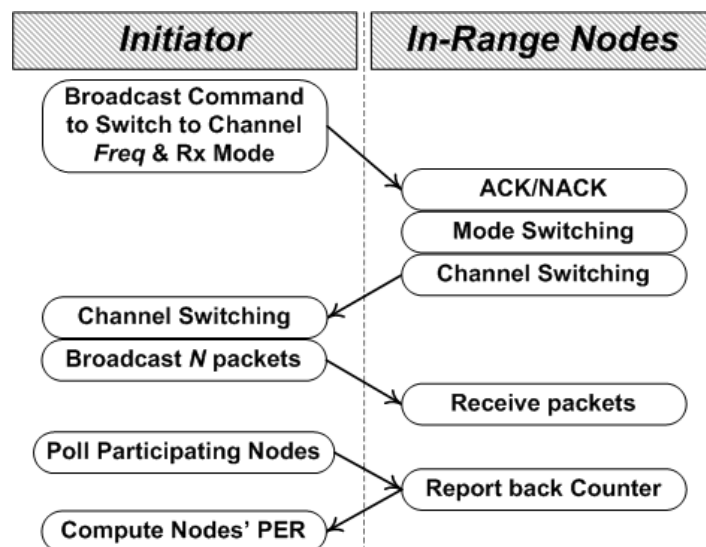 Initiator
In-Range Nodes
Broadcast Command
to Switch to Channel
Freq & Rx Mode
ACK/NACK
Mode Switching
Channel Switching
Channel Switching
Broadcast N packets
Receive packets
Poll Participating Nodes
Report back Counter
Compute Nodes' PER